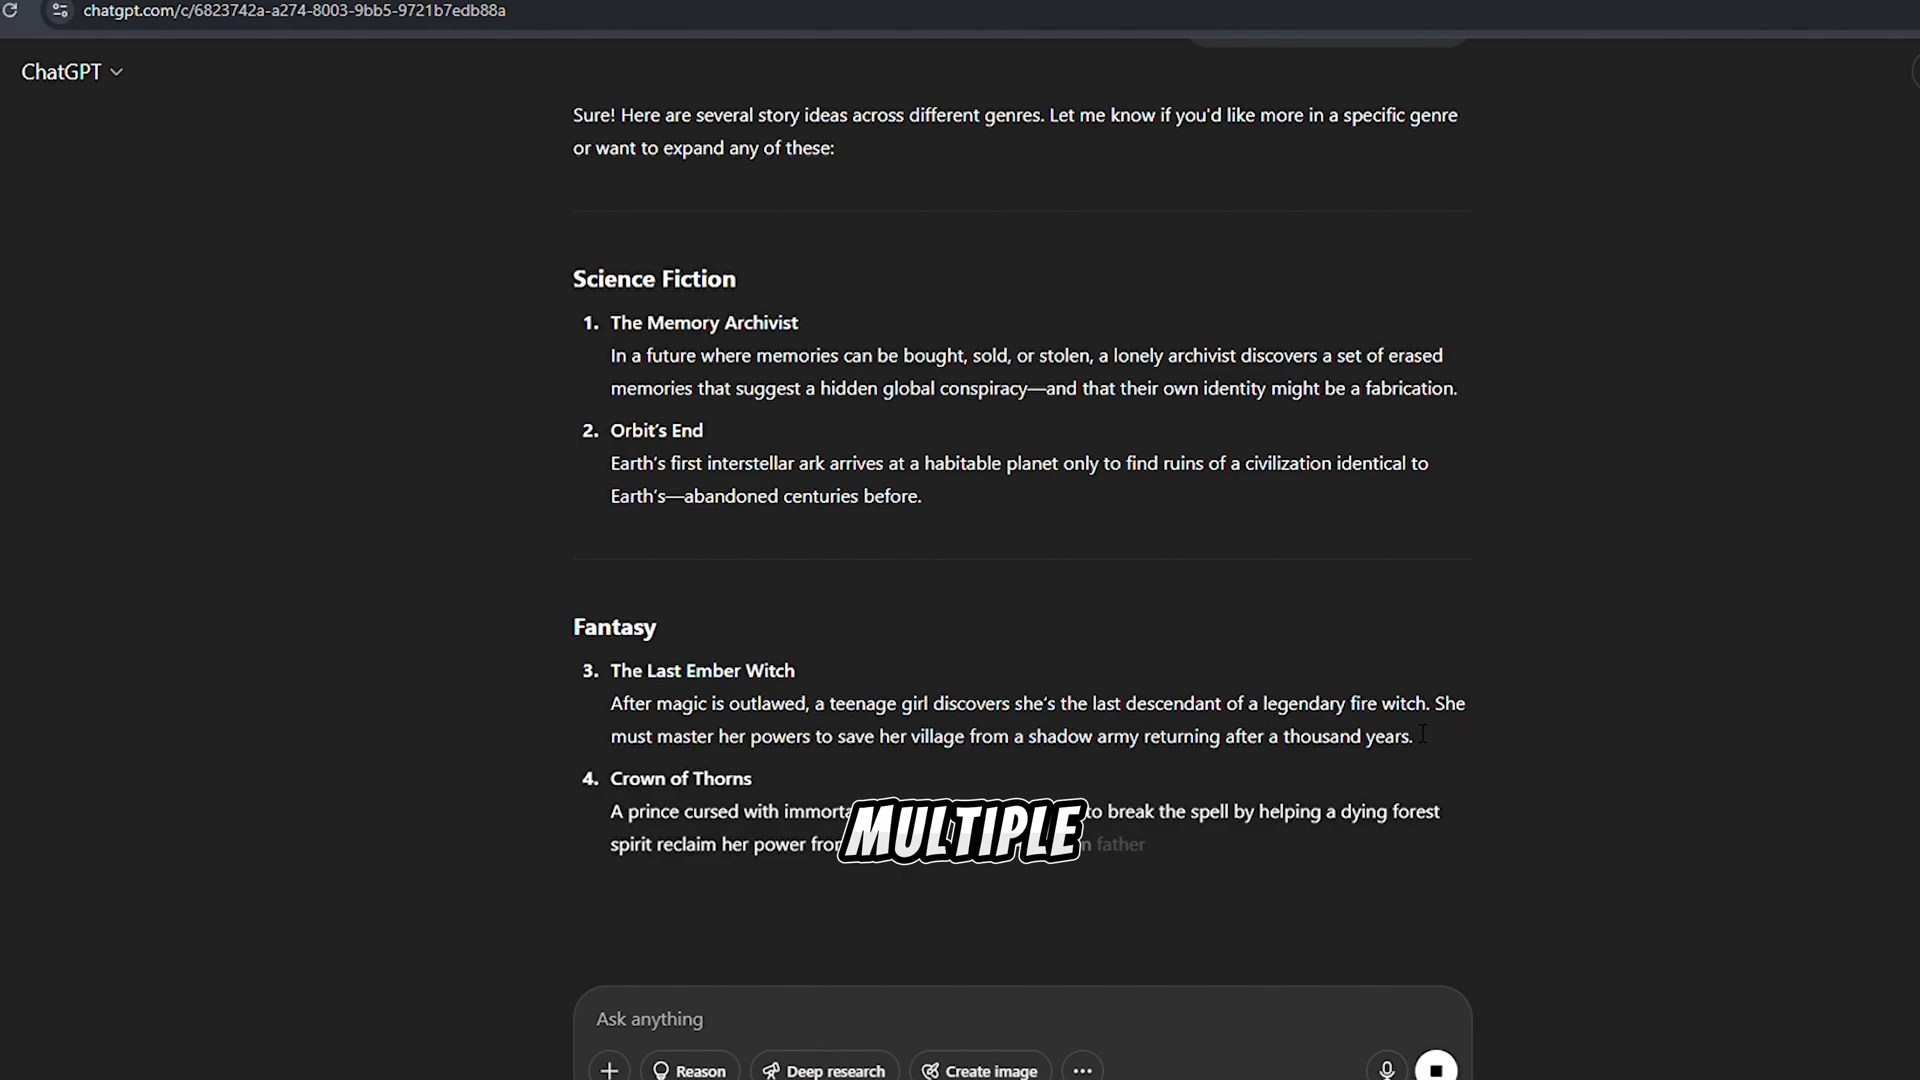 chatgpt.com/c/6823742a-a274-8003-9bb5-9721b7edb88a
ChatGPT
Sure! Here are several story ideas across different genres. Let me know if you'd like more in a specific genre
or want to expand any of these:
Science Fiction
1. The Memory Archivist
In a future where memories can be bought, sold, or stolen, a lonely archivist discovers a set of erased
memories that suggest a hidden global conspiracy—and that their own identity might be a fabrication.
2. Orbit's End
Earth's first interstellar ark arrives at a habitable planet only to find ruins of a civilization identical to
Earth's—abandoned centuries before.
Fantasy
3. The Last Ember Witch
After magic is outlawed, a teenage girl discovers she's the last descendant of a legendary fire witch. She
must master her powers to save her village from a shadow army returning after a thousand years.
4. Crown of Thorns
A prince cursed with to break the spell by helping a dying forest
spirit reclaim her power father
MULTIPLE
Ask anything
Reason Deep research Create image